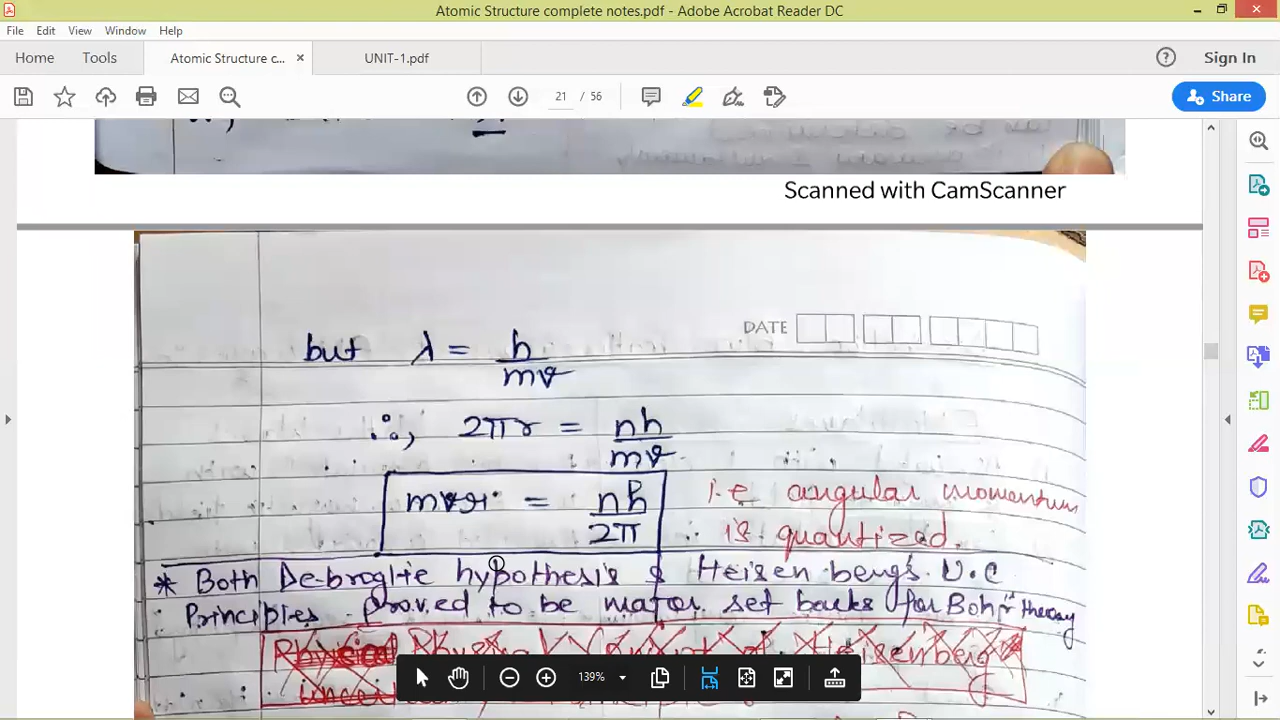 Atomic Structure complete notes.pdf - Adobe Acrobat Reader DC
File Edit View Window Help
Home Tools Atomic Structure c... × UNIT-1.pdf Sign In
21 / 56 Share
Scanned with CamScanner
DATE
but λ = h/mv
∴, 2πr = nh/mv
mvr = nh/2π i.e angular momentum
is quantized.
* Both De-broglie hypothesis & Heisenberg's U.C
Principles proved to be major set backs for Bohr's theory
Heisenberg
139%